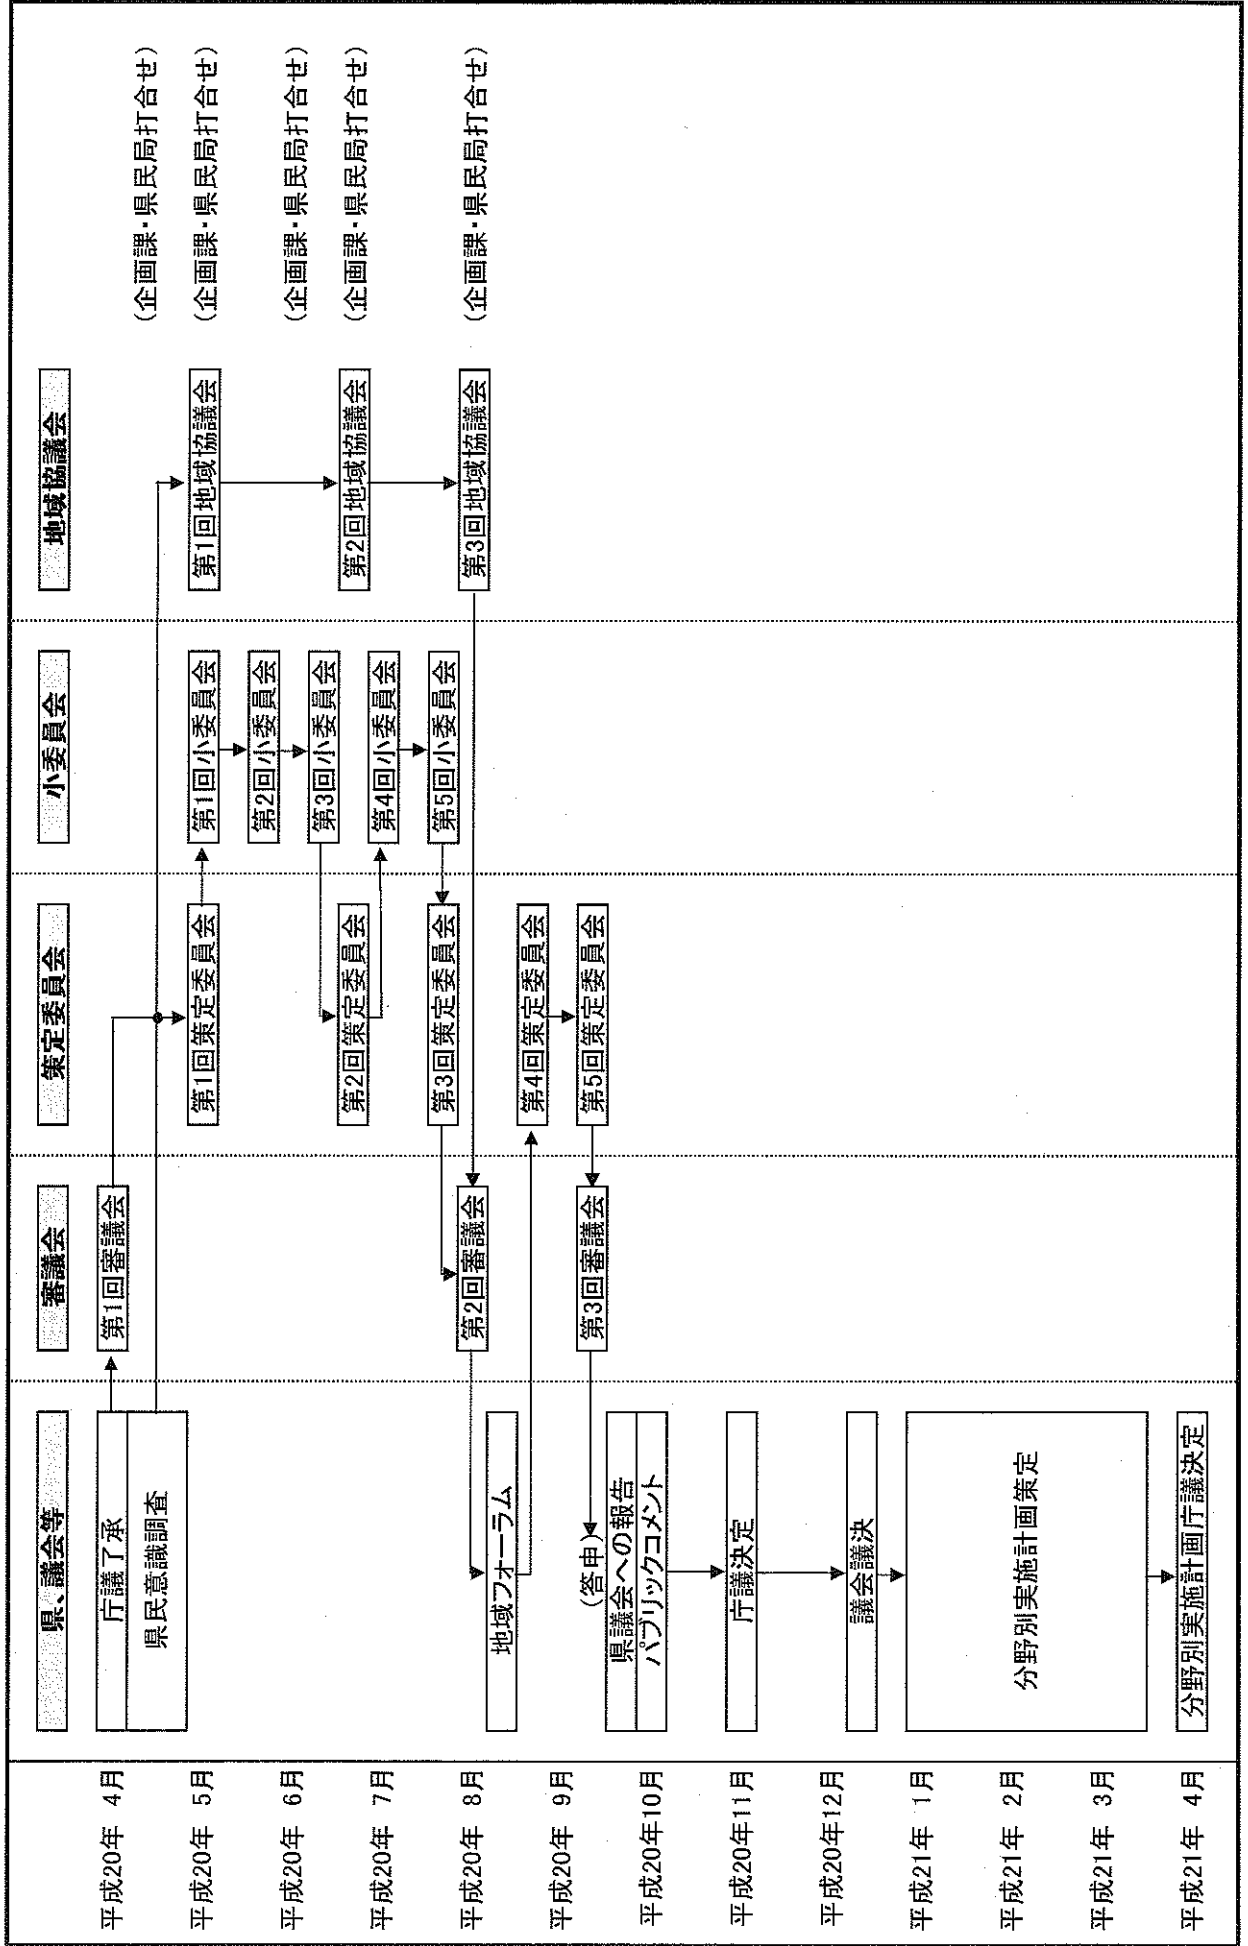 県、議会等
審議会
策定委員会
小委員会
地域協議会
平成20年 4月
庁議了承
第1回審議会
県民意識調査
(企画課・県民局打合せ)
平成20年 5月
第1回策定委員会
第1回小委員会
第1回地域協議会
(企画課・県民局打合せ)
第2回小委員会
平成20年 6月
(企画課・県民局打合せ)
第3回小委員会
第2回策定委員会
第2回地域協議会
(企画課・県民局打合せ)
平成20年 7月
第4回小委員会
第3回策定委員会
第5回小委員会
平成20年 8月
第2回審議会
第3回地域協議会
(企画課・県民局打合せ)
地域フォーラム
第4回策定委員会
平成20年 9月
(答申)
第3回審議会
第5回策定委員会
県議会への報告
平成20年10月
パブリックコメント
平成20年11月
庁議決定
平成20年12月
議会議決
平成21年 1月
平成21年 2月
分野別実施計画策定
平成21年 3月
平成21年 4月
分野別実施計画庁議決定